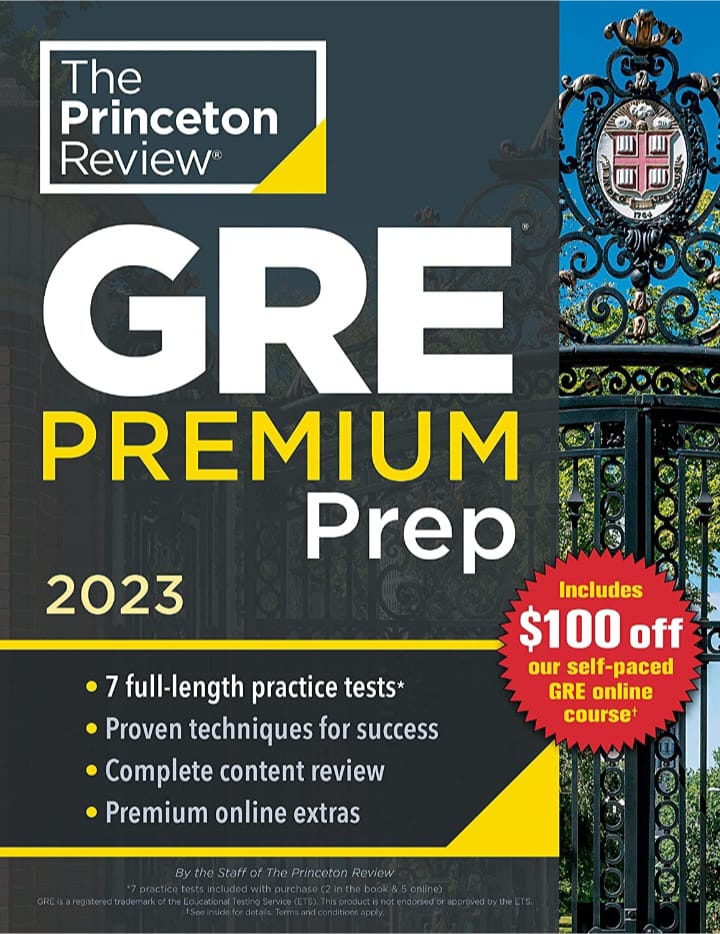 The
Princeton
Review®
GRE®
PREMIUM
Prep
2023
Includes
$100 off
our self-paced
GRE online
course†
• 7 full-length practice tests*
• Proven techniques for success
• Complete content review
• Premium online extras
By the Staff of The Princeton Review
*7 practice tests included with purchase (2 in the book & 5 online)
GRE is a registered trademark of the Educational Testing Service (ETS). This product is not endorsed or approved by the ETS.
†See inside for details. Terms and conditions apply.
1764